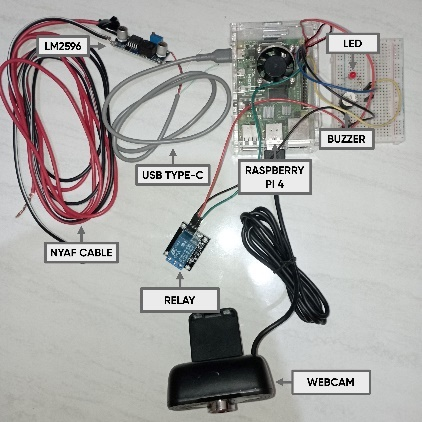 LM2596
LED
BUZZER
USB TYPE-C
RASPBERRY
PI 4
NYAF CABLE
RELAY
WEBCAM